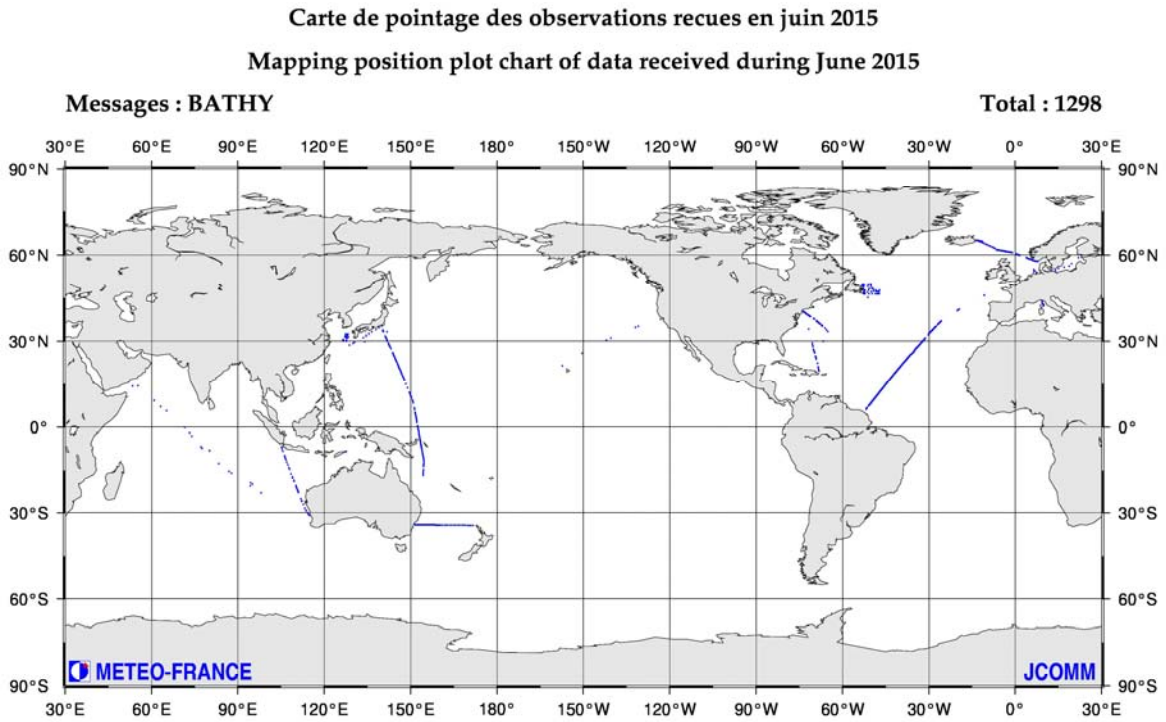 Carte de pointage des observations recues en juin 2015
Mapping position plot chart of data received during June 2015
Messages : BATHY Total : 1298
30°E 60°E 90°E 120°E 150°E 180° 150°W 120°W 90°W 60°W 30°W 0° 30°E
90°N 90°N
60°N 60°N
30°N 30°N
0° 0°
30°S 30°S
60°S 60°S
METEO-FRANCE JCOMM
90°S 90°S
30°E 60°E 90°E 120°E 150°E 180° 150°W 120°W 90°W 60°W 30°W 0° 30°E